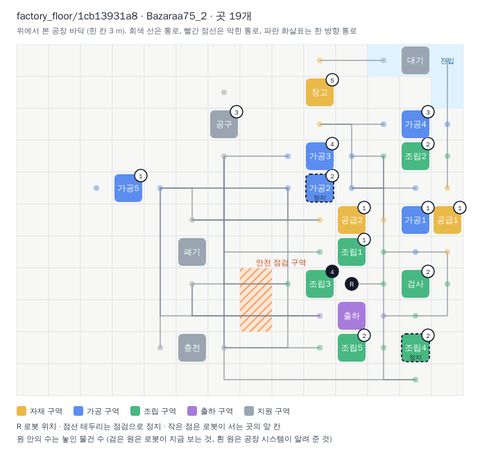 factory_floor/1cb13931a8 · Bazaraa75_2 · 곳 19개
위에서 본 공장 바닥 (한 칸 3 m). 회색 선은 통로, 빨간 점선은 막힌 통로, 파란 화살표는 한 방향 통로
대기
진입
창고 5
공구 3
가공4 3
가공3 4
조립2 2
가공5 1
가공2 2
정지
공급2 1
가공1 1
공급1 1
폐기
조립1 1
안전 점검 구역
조립3 4
R
검사 2
출하
충전
조립5 2
조립4 2
정지
자재 구역 가공 구역 조립 구역 출하 구역 지원 구역
R 로봇 위치 · 점선 테두리는 점검으로 정지 · 작은 점은 로봇이 서는 곳의 앞 칸
원 안의 수는 놓인 물건 수 (검은 원은 로봇이 지금 보는 것, 흰 원은 공장 시스템이 알려 준 것)